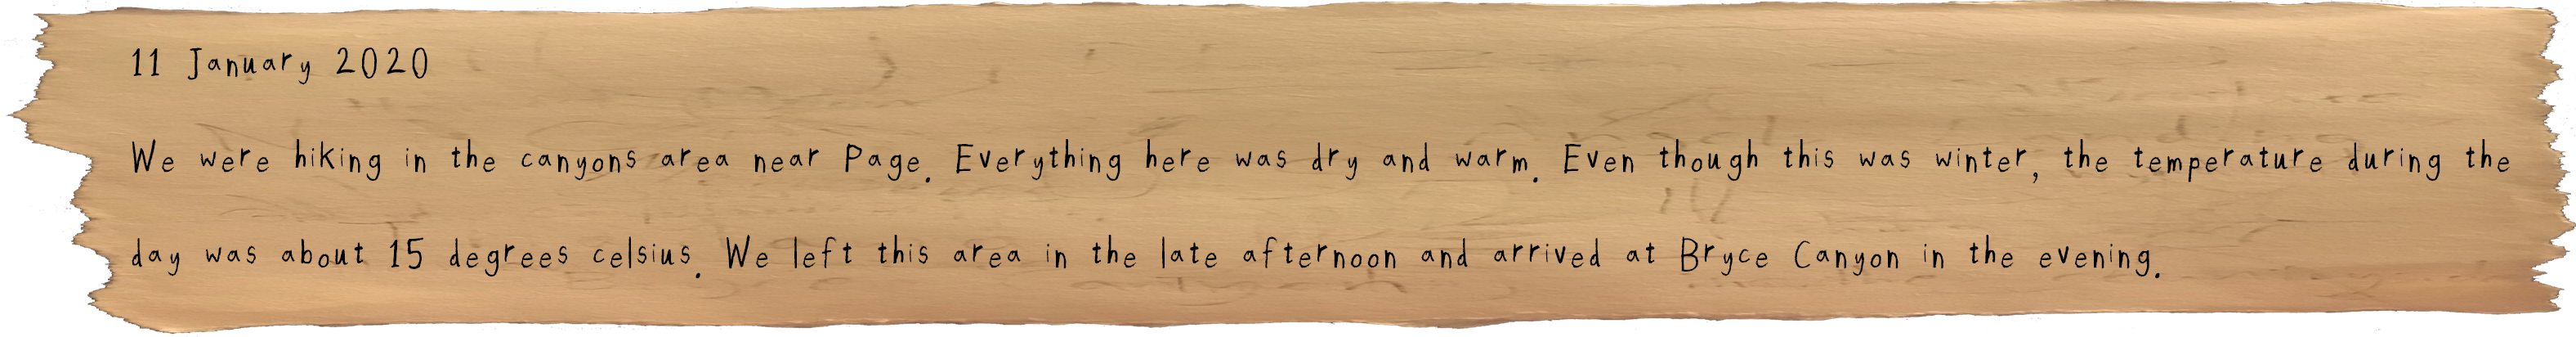 11 January 2020
We were hiking in the canyons area near Page. Everything here was dry and warm. Even though this was winter, the temperature during the
day was about 15 degrees celsius. We left this area in the late afternoon and arrived at Bryce Canyon in the evening.